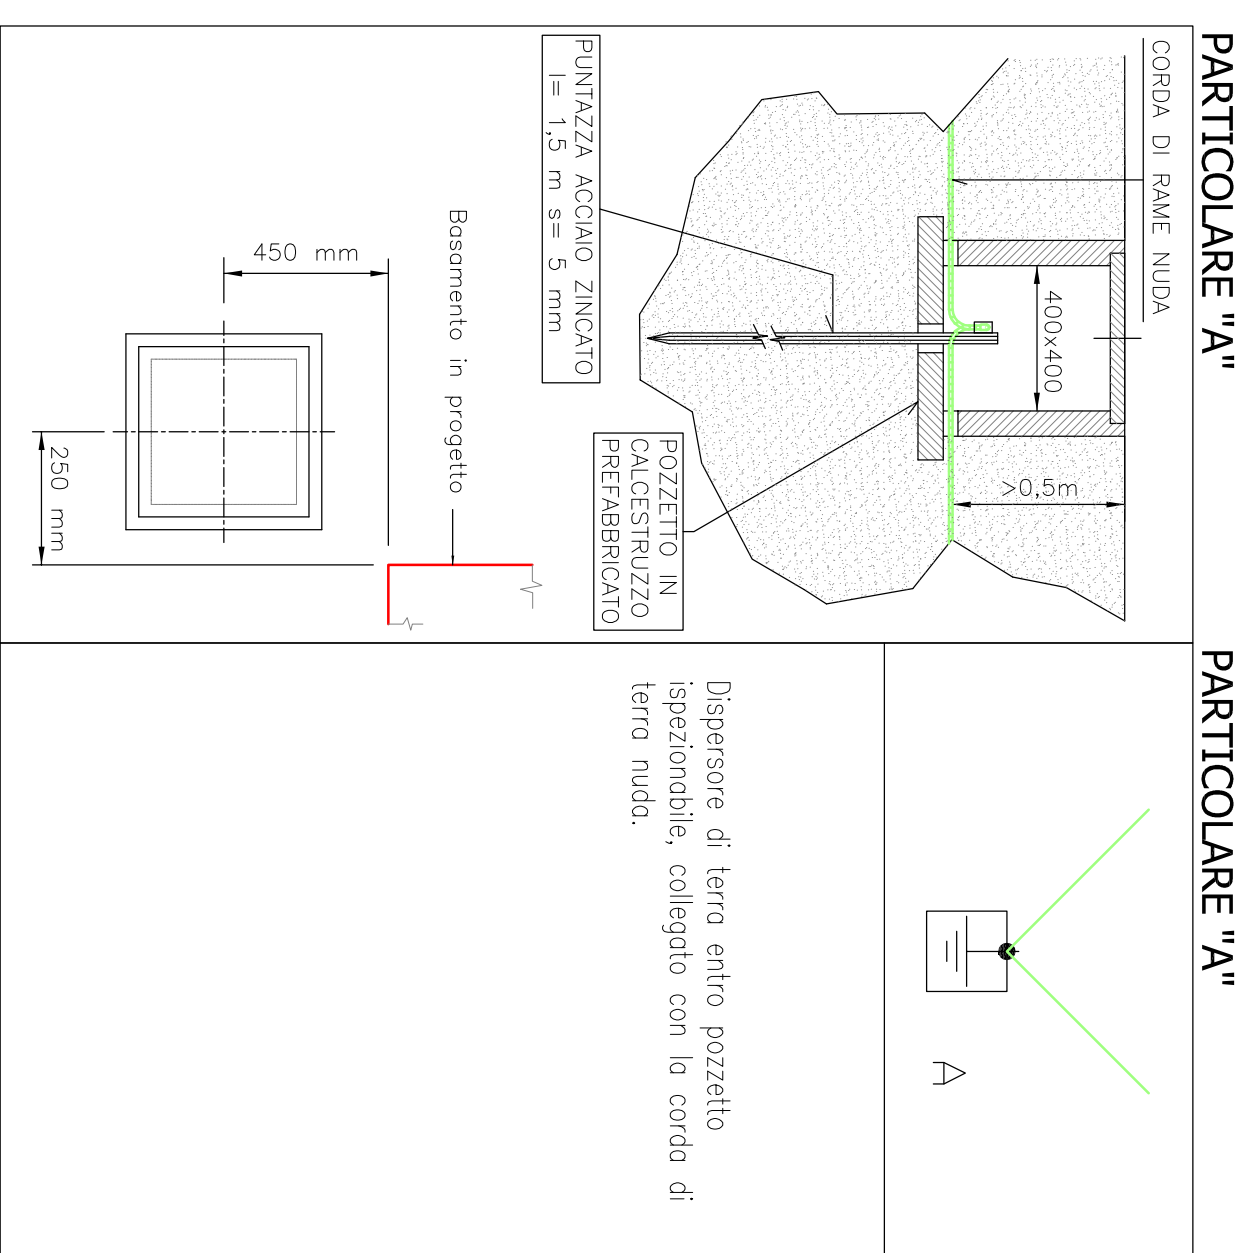 PARTICOLARE "A"
CORDA DI RAME NUDA
400x400
>0,5m
PUNTAZZA ACCIAIO ZINCATO
l= 1,5 m s= 5 mm
POZZETTO IN
CALCESTRUZZO
PREFABBRICATO
Basamento in progetto
450 mm
250 mm
PARTICOLARE "A"
A
Dispersore di terra entro pozzetto
ispezionabile, collegato con la corda di
terra nuda.